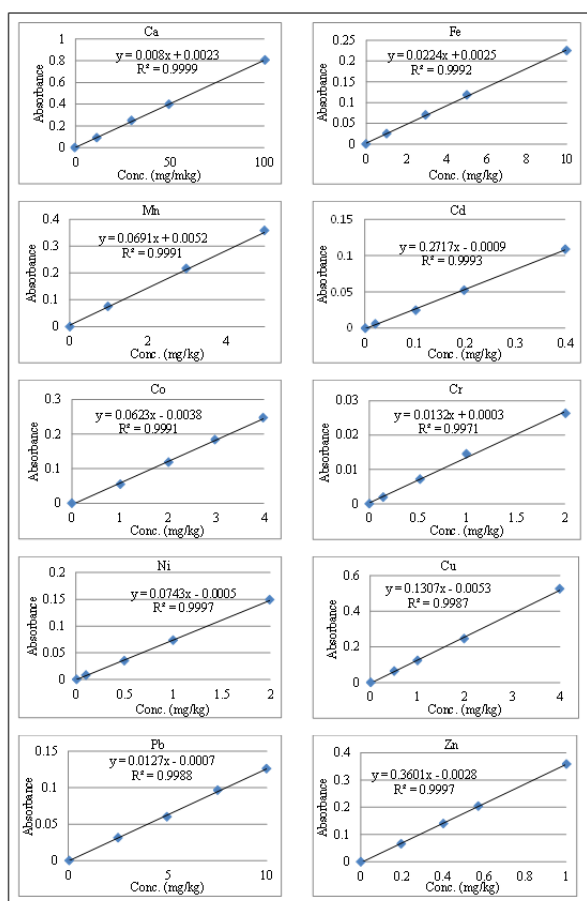 Ca
Absorbance
1
0.8
0.6
0.4
0.2
0
y = 0.008x + 0.0023
R² = 0.9999
0 50 100
Conc. (mg/mkg)
Fe
Absorbance
0.25
0.2
0.15
0.1
0.05
0
y = 0.0224x + 0.0025
R² = 0.9992
0 2 4 6 8 10
Conc. (mg/kg)
Mn
Absorbance
0.4
0.3
0.2
0.1
0
y = 0.0691x + 0.0052
R² = 0.9991
0 2 4
Conc. (mg/kg)
Cd
Absorbance
0.15
0.1
0.05
0
y = 0.2717x - 0.0009
R² = 0.9993
0 0.1 0.2 0.3 0.4
Conc. (mg/kg)
Co
Absorbance
0.3
0.2
0.1
0
y = 0.0623x - 0.0038
R² = 0.9991
0 1 2 3 4
Conc. (mg/kg)
Cr
Absorbance
0.03
0.02
0.01
0
y = 0.0132x + 0.0003
R² = 0.9971
0 1 2
Conc. (mg/kg)
Ni
Absorbance
0.2
0.15
0.1
0.05
0
y = 0.0743x - 0.0005
R² = 0.9997
0 0.5 1 1.5 2
Conc. (mg/kg)
Cu
Absorbance
0.6
0.4
0.2
0
y = 0.1307x - 0.0053
R² = 0.9987
0 1 2 3 4
Conc. (mg/kg)
Pb
Absorbance
0.15
0.1
0.05
0
y = 0.0127x - 0.0007
R² = 0.9988
0 5 10
Conc. (mg/kg)
Zn
Absorbance
0.4
0.3
0.2
0.1
0
y = 0.3601x - 0.0028
R² = 0.9997
0 0.2 0.4 0.6 0.8 1
Conc. (mg/kg)